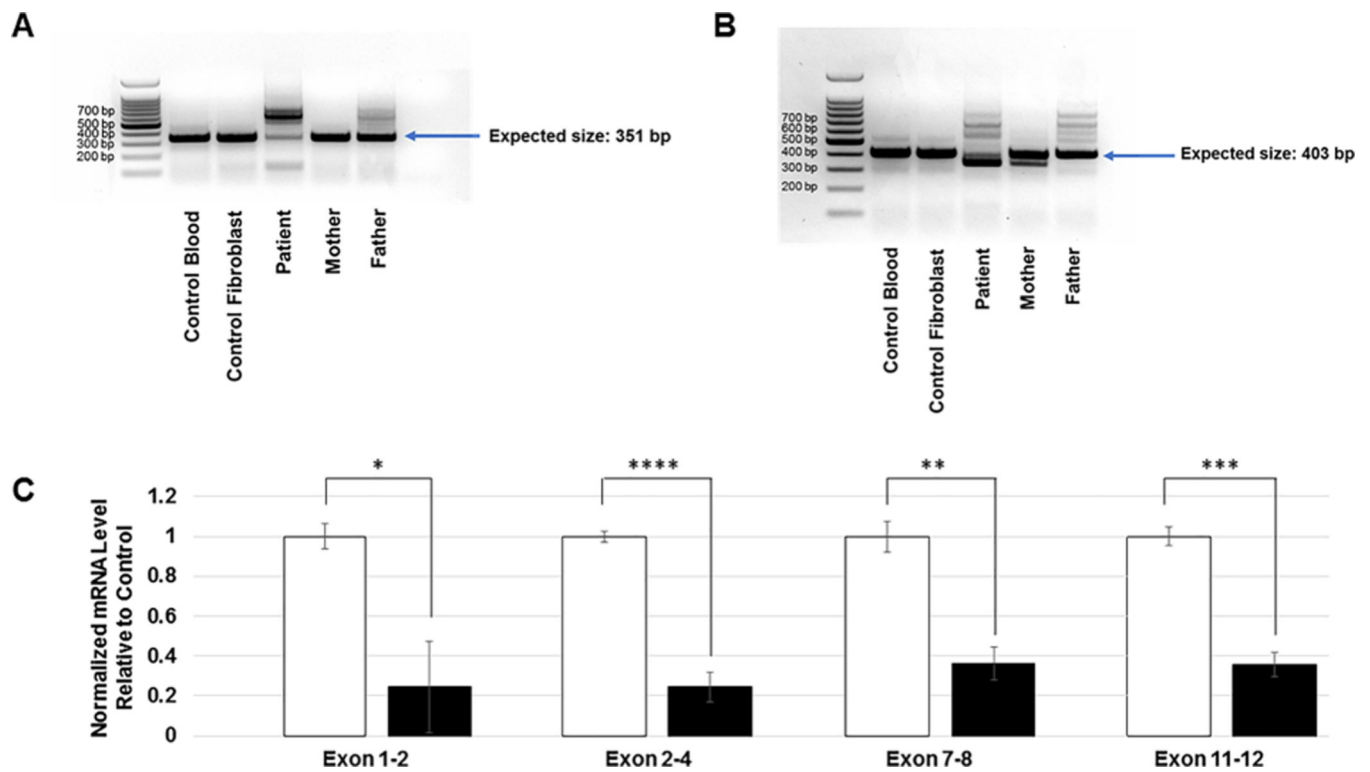 A
700 bp
500 bp
400 bp
300 bp
200 bp
Expected size: 351 bp
Control Blood
Control Fibroblast
Patient
Mother
Father
B
700 bp
600 bp
500 bp
400 bp
300 bp
200 bp
Expected size: 403 bp
Control Blood
Control Fibroblast
Patient
Mother
Father
C
Normalized mRNA Level
Relative to Control
1.2
1
0.8
0.6
0.4
0.2
0
*
****
**
***
Exon 1-2
Exon 2-4
Exon 7-8
Exon 11-12